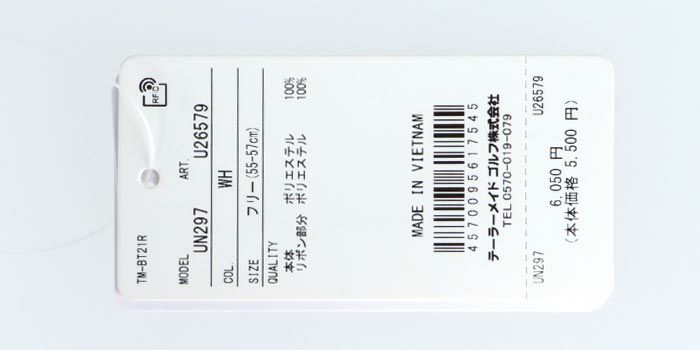 RFID
TM-BT21R
MODEL ART.
UN297 U26579
COL. WH
SIZE フリー(55-57cm)
QUALITY
本体 ポリエステル 100%
リボン部分 ポリエステル 100%
MADE IN VIETNAM
4570095617545
テーラーメイド ゴルフ株式会社
TEL 0570-019-079
UN297 U26579
6,050 円
(本体価格 5,500 円)